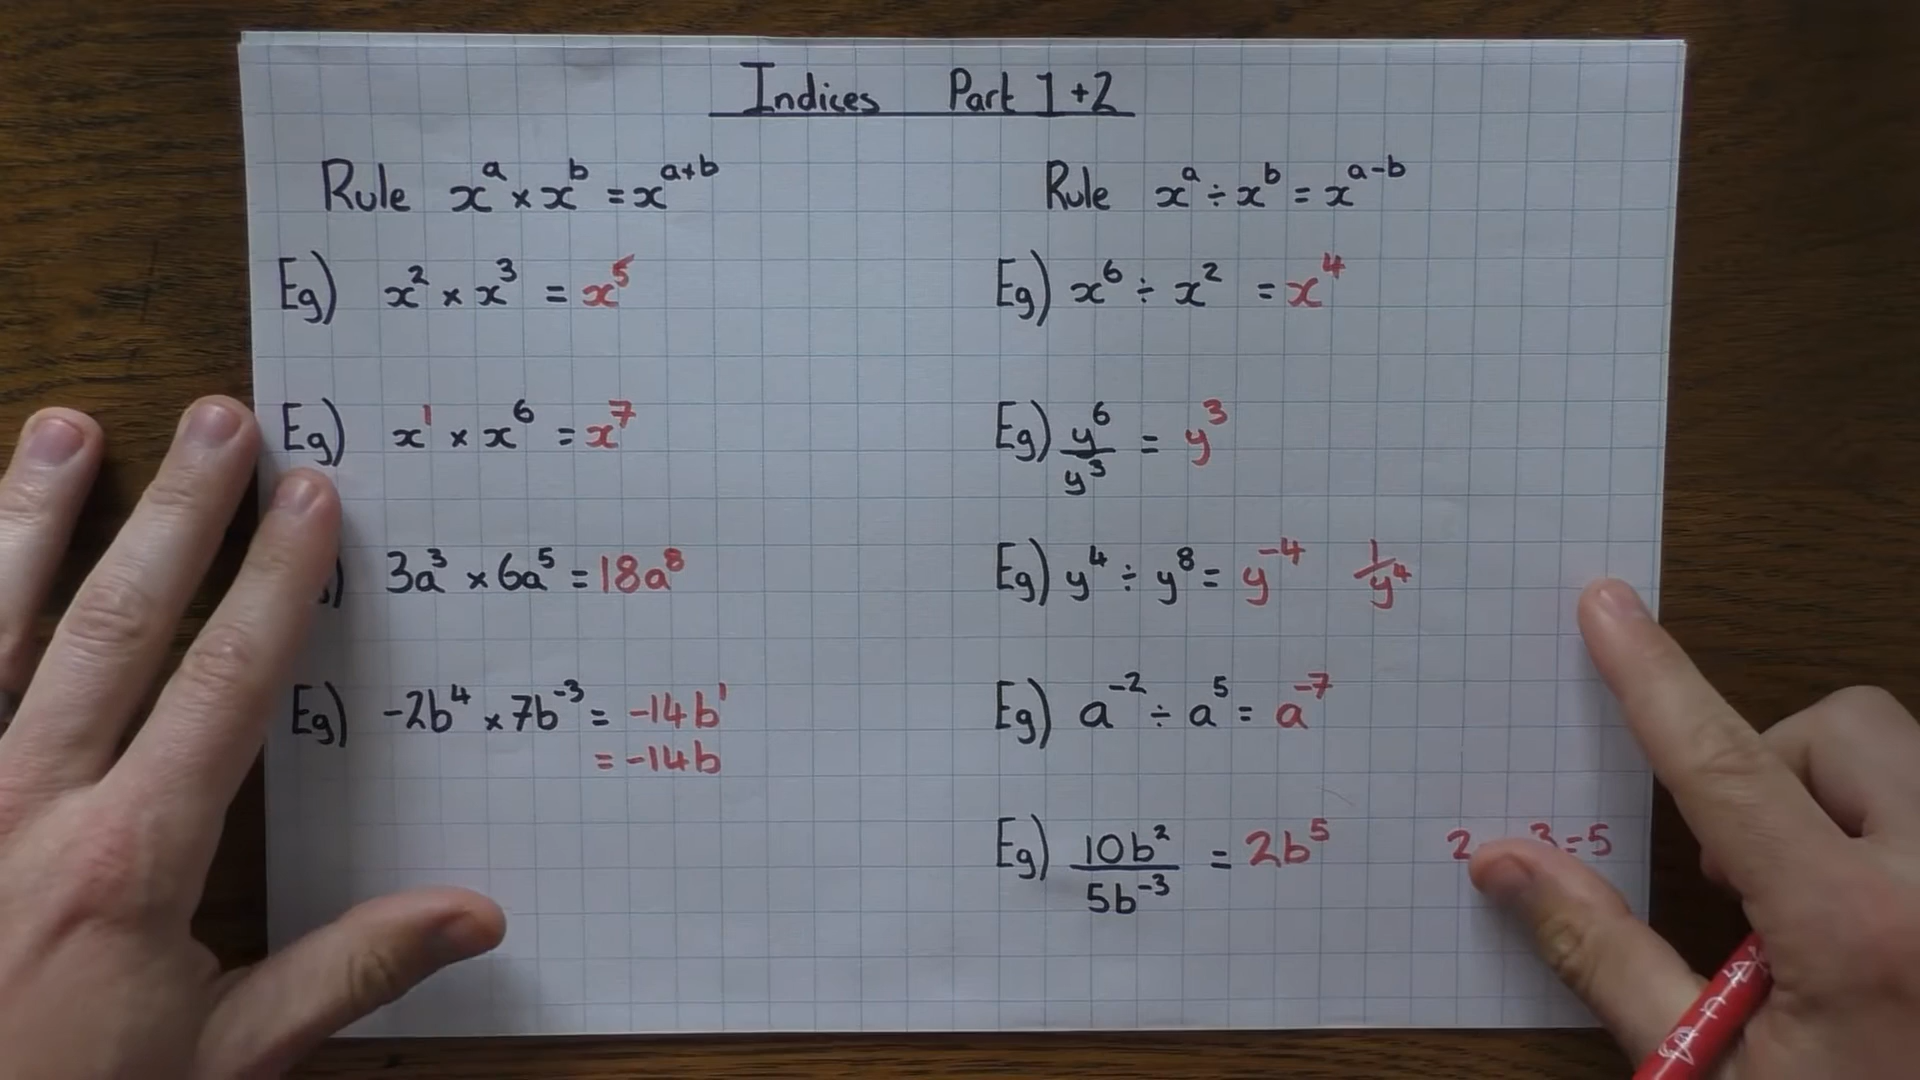 Indices Part 1+2
Rule x^a × x^b = x^(a+b)
Eg) x² × x³ = x⁵
Eg) x¹ × x⁶ = x⁷
) 3a³ × 6a⁵ = 18a⁸
Eg) -2b⁴ × 7b⁻³ = -14b¹
= -14b
Rule x^a ÷ x^b = x^(a-b)
Eg) x⁶ ÷ x² = x⁴
Eg) y⁶/y³ = y³
Eg) y⁴ ÷ y⁸ = y⁻⁴ 1/y⁴
Eg) a⁻² ÷ a⁵ = a⁻⁷
Eg) 10b²/5b⁻³ = 2b⁵ 2 3=5